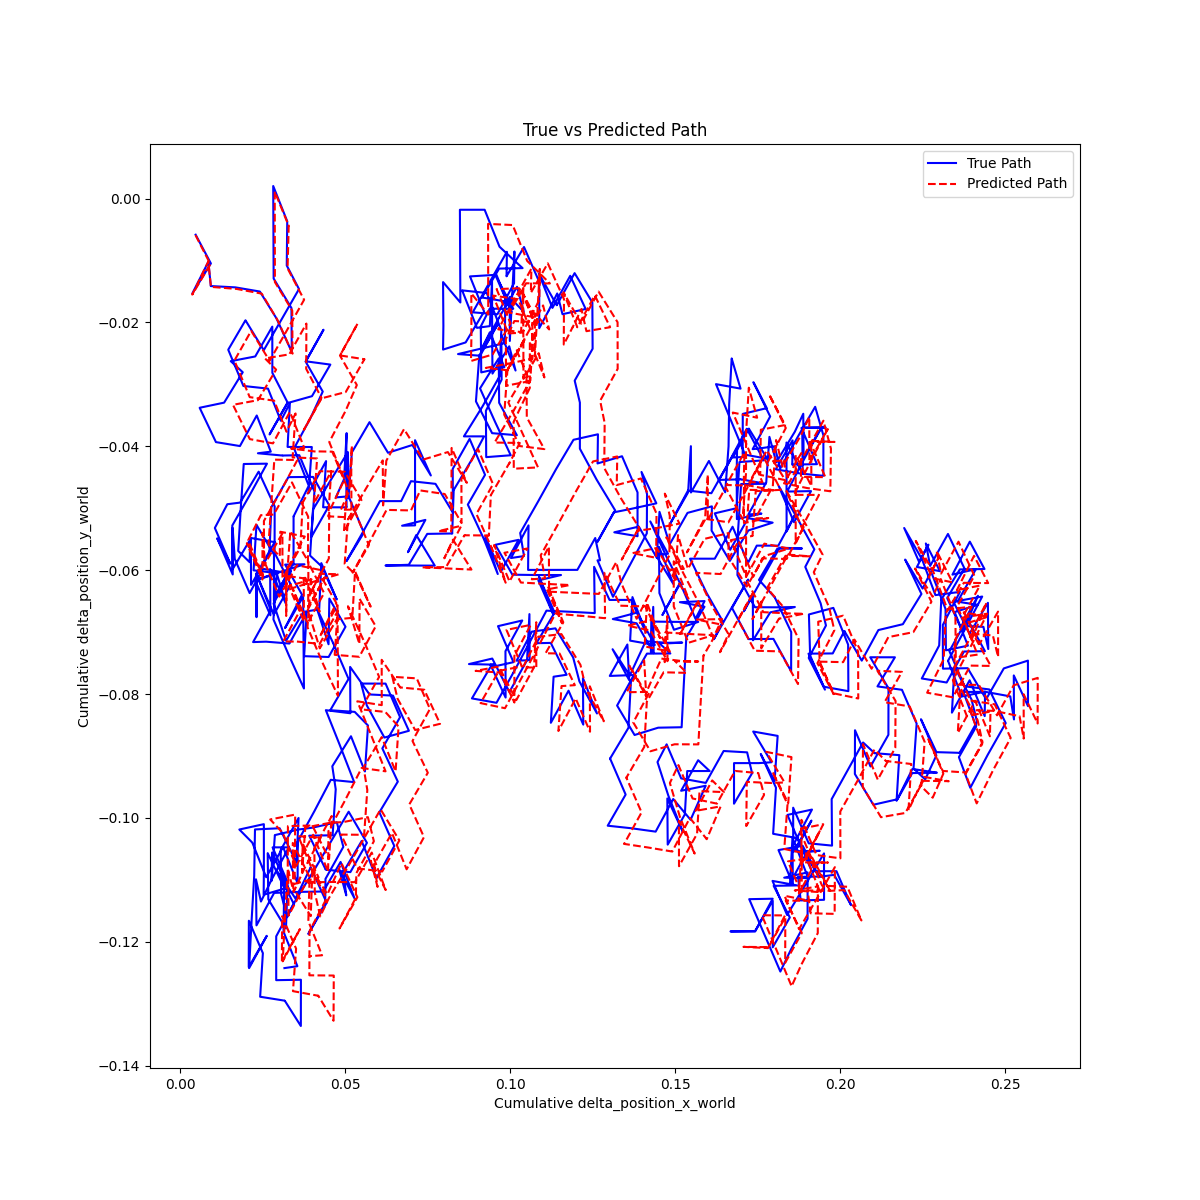 True vs Predicted Path
True Path
Predicted Path
0.00
−0.02
−0.04
−0.06
−0.08
−0.10
−0.12
−0.14
Cumulative delta_position_y_world
0.00 0.05 0.10 0.15 0.20 0.25
Cumulative delta_position_x_world